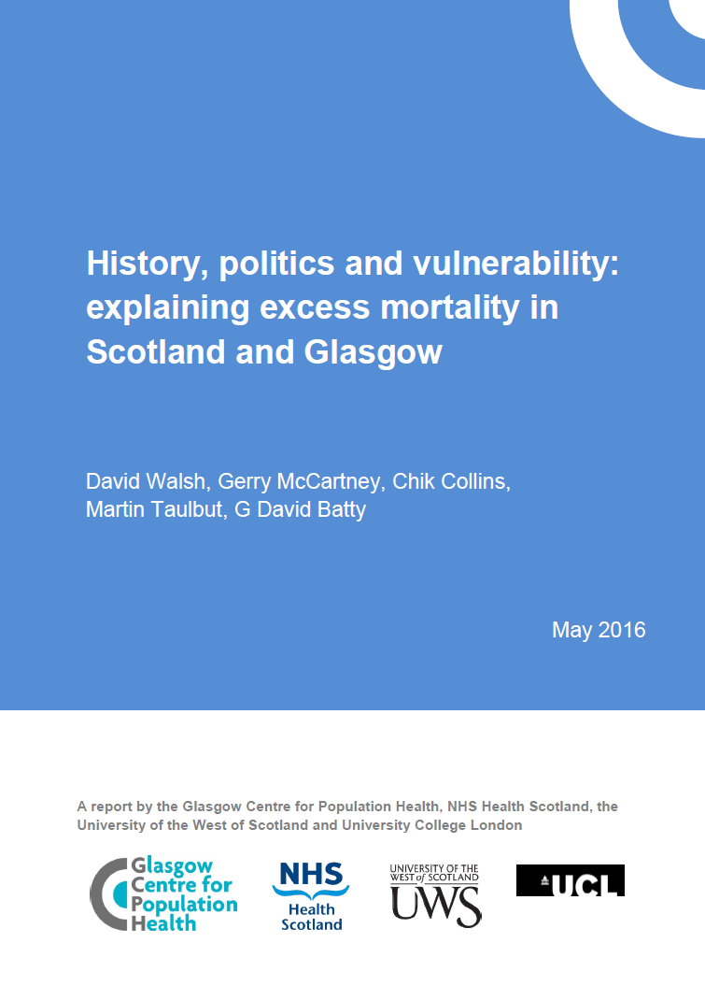 History, politics and vulnerability:
explaining excess mortality in
Scotland and Glasgow
David Walsh, Gerry McCartney, Chik Collins,
Martin Taulbut, G David Batty
May 2016
A report by the Glasgow Centre for Population Health, NHS Health Scotland, the
University of the West of Scotland and University College London
Glasgow
Centre for
Population
Health
NHS
Health
Scotland
UNIVERSITY OF THE
WEST of SCOTLAND
UWS
UCL